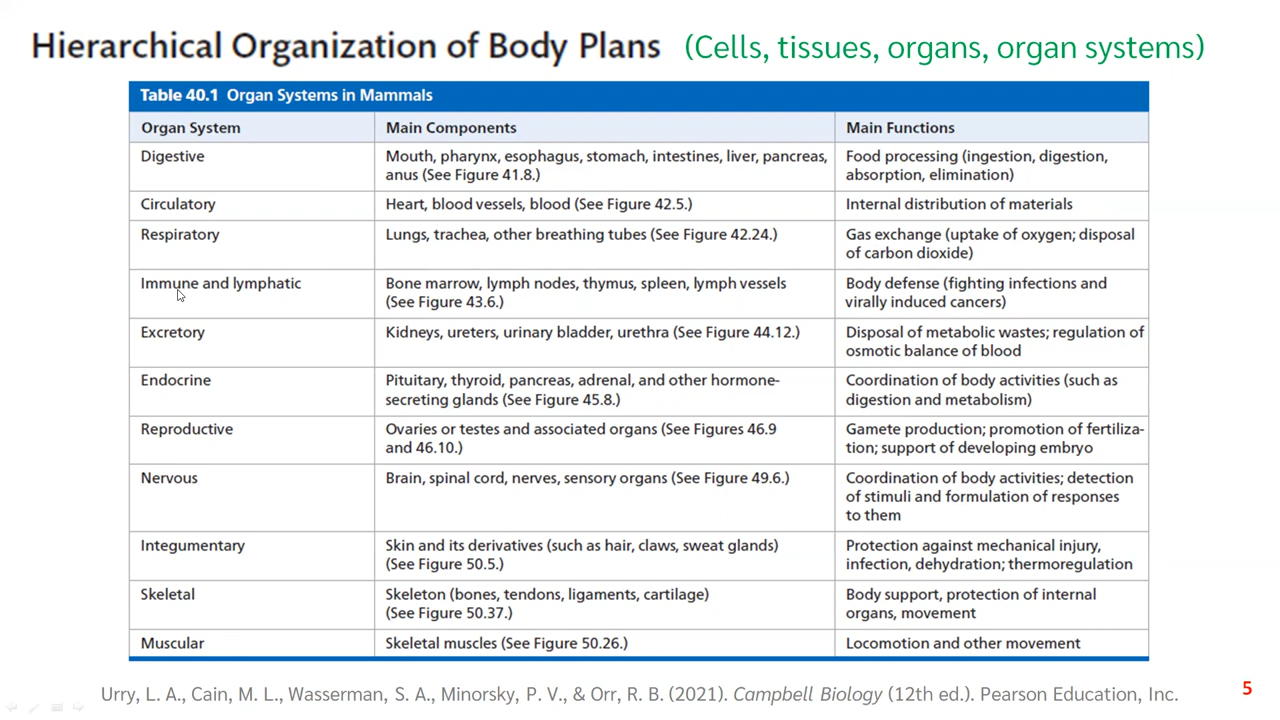 Hierarchical Organization of Body Plans (Cells, tissues, organs, organ systems)
Table 40.1 Organ Systems in Mammals
Organ System Main Components Main Functions
Digestive
Mouth, pharynx, esophagus, stomach, intestines, liver, pancreas,
anus (See Figure 41.8.)
Food processing (ingestion, digestion,
absorption, elimination)
Circulatory
Heart, blood vessels, blood (See Figure 42.5.)
Internal distribution of materials
Respiratory
Lungs, trachea, other breathing tubes (See Figure 42.24.)
Gas exchange (uptake of oxygen; disposal
of carbon dioxide)
Immune and lymphatic
Bone marrow, lymph nodes, thymus, spleen, lymph vessels
(See Figure 43.6.)
Body defense (fighting infections and
virally induced cancers)
Excretory
Kidneys, ureters, urinary bladder, urethra (See Figure 44.12.)
Disposal of metabolic wastes; regulation of
osmotic balance of blood
Endocrine
Pituitary, thyroid, pancreas, adrenal, and other hormone-
secreting glands (See Figure 45.8.)
Coordination of body activities (such as
digestion and metabolism)
Reproductive
Ovaries or testes and associated organs (See Figures 46.9
and 46.10.)
Gamete production; promotion of fertiliza-
tion; support of developing embryo
Nervous
Brain, spinal cord, nerves, sensory organs (See Figure 49.6.)
Coordination of body activities; detection
of stimuli and formulation of responses
to them
Integumentary
Skin and its derivatives (such as hair, claws, sweat glands)
(See Figure 50.5.)
Protection against mechanical injury,
infection, dehydration; thermoregulation
Skeletal
Skeleton (bones, tendons, ligaments, cartilage)
(See Figure 50.37.)
Body support, protection of internal
organs, movement
Muscular
Skeletal muscles (See Figure 50.26.)
Locomotion and other movement
Urry, L. A., Cain, M. L., Wasserman, S. A., Minorsky, P. V., & Orr, R. B. (2021). Campbell Biology (12th ed.). Pearson Education, Inc.
5